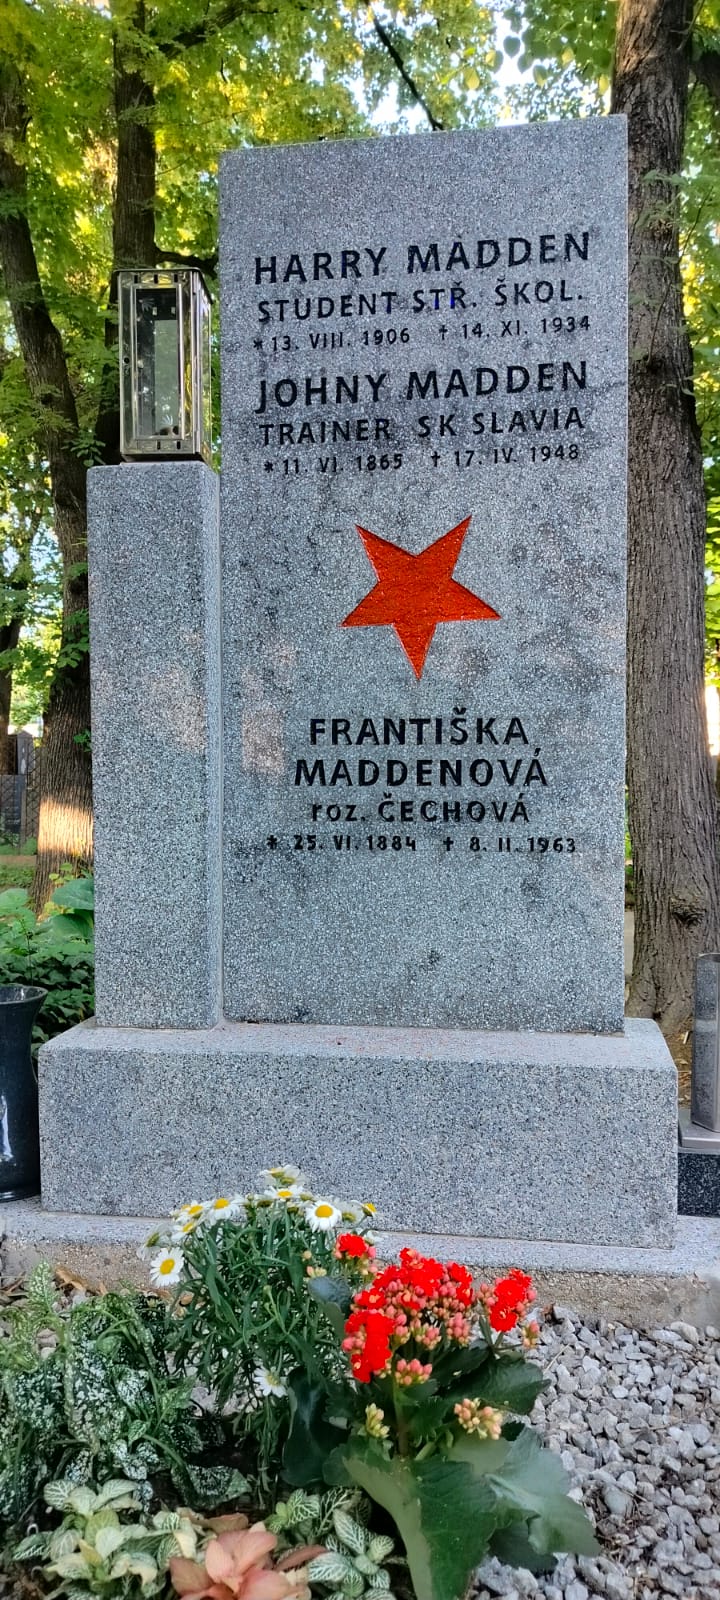 HARRY MADDEN
STUDENT STŘ. ŠKOL.
* 13. VIII. 1906 † 14. XI. 1934
JOHNY MADDEN
TRAINER SK SLAVIA
* 11. VI. 1865 † 17. IV. 1948
FRANTIŠKA
MADDENOVÁ
roz. ČECHOVÁ
* 25. VI. 1884 † 8. II. 1963